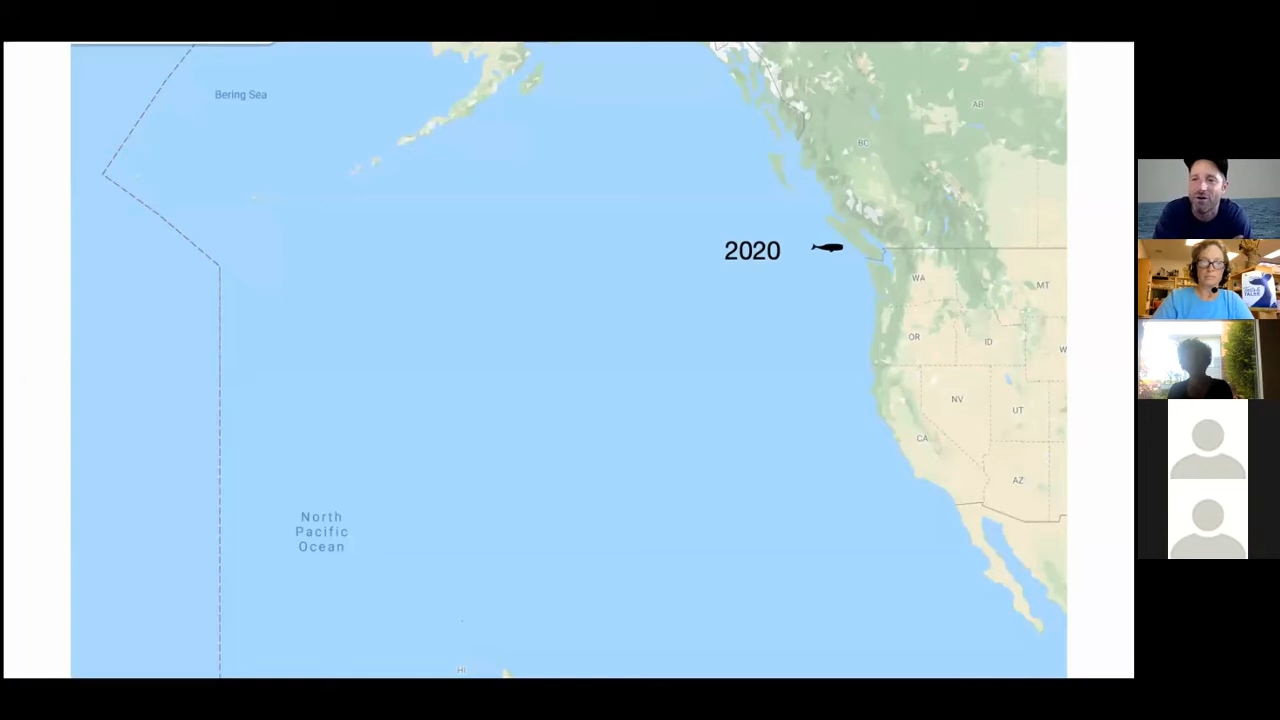 Bering Sea
AB
BC
2020
WA
MT
OR
ID
W
NV
UT
CA
AZ
North
Pacific
Ocean
HI